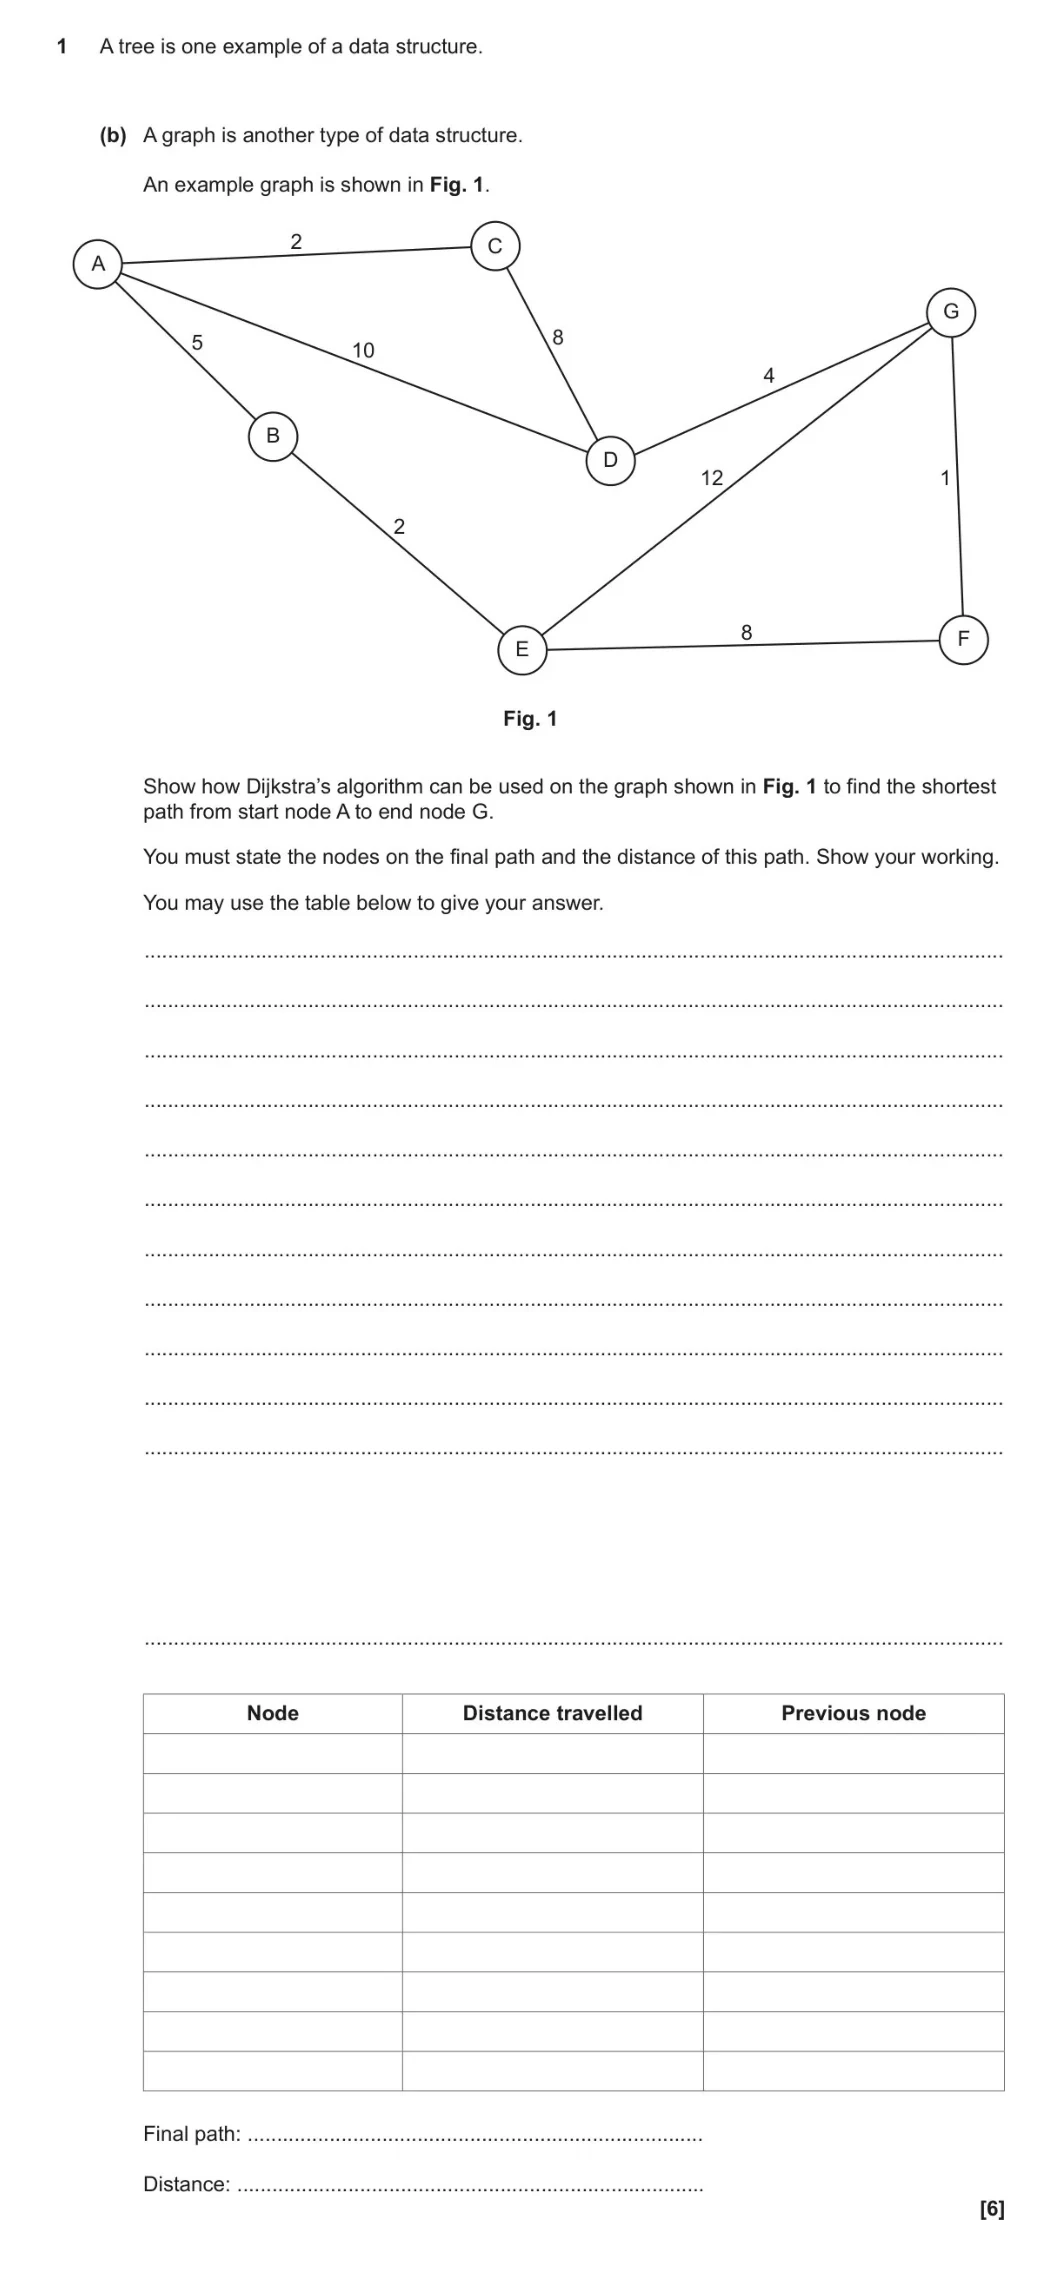 1 A tree is one example of a data structure.
(b) A graph is another type of data structure.
An example graph is shown in Fig. 1.
A
2
C
G
5
10
8
4
B
D
12
1
2
E
8
F
Fig. 1
Show how Dijkstra's algorithm can be used on the graph shown in Fig. 1 to find the shortest
path from start node A to end node G.
You must state the nodes on the final path and the distance of this path. Show your working.
You may use the table below to give your answer.
Node Distance travelled Previous node
Final path:
Distance:
[6]